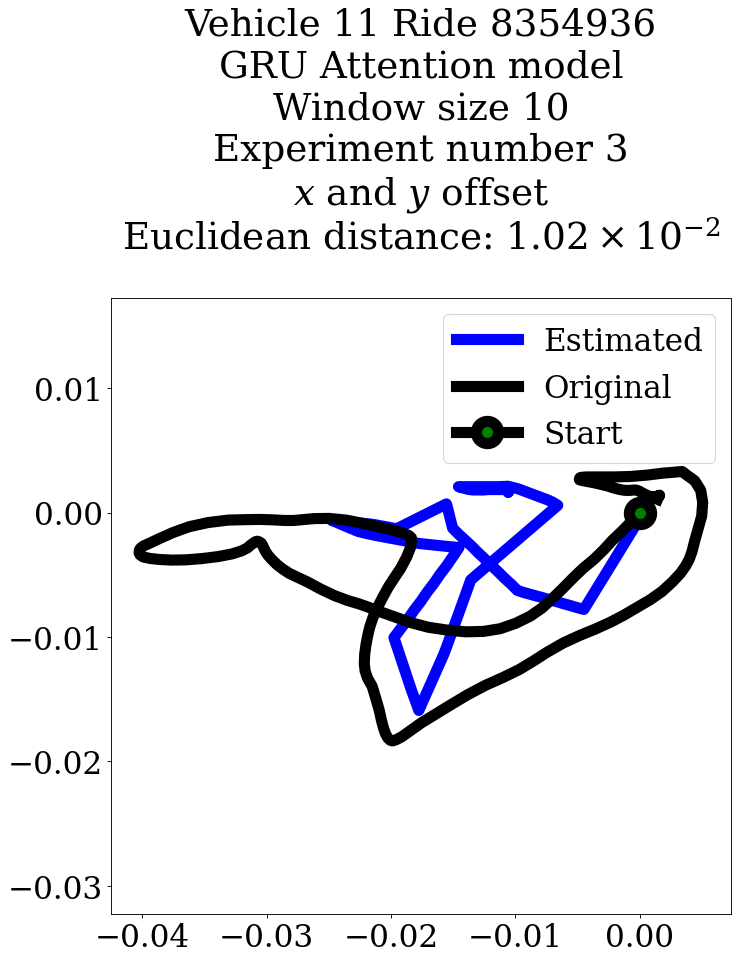 Vehicle 11 Ride 8354936
GRU Attention model
Window size 10
Experiment number 3
x and y offset
Euclidean distance: 1.02 × 10⁻²
Estimated
Original
Start
0.01
0.00
−0.01
−0.02
−0.03
−0.04 −0.03 −0.02 −0.01 0.00